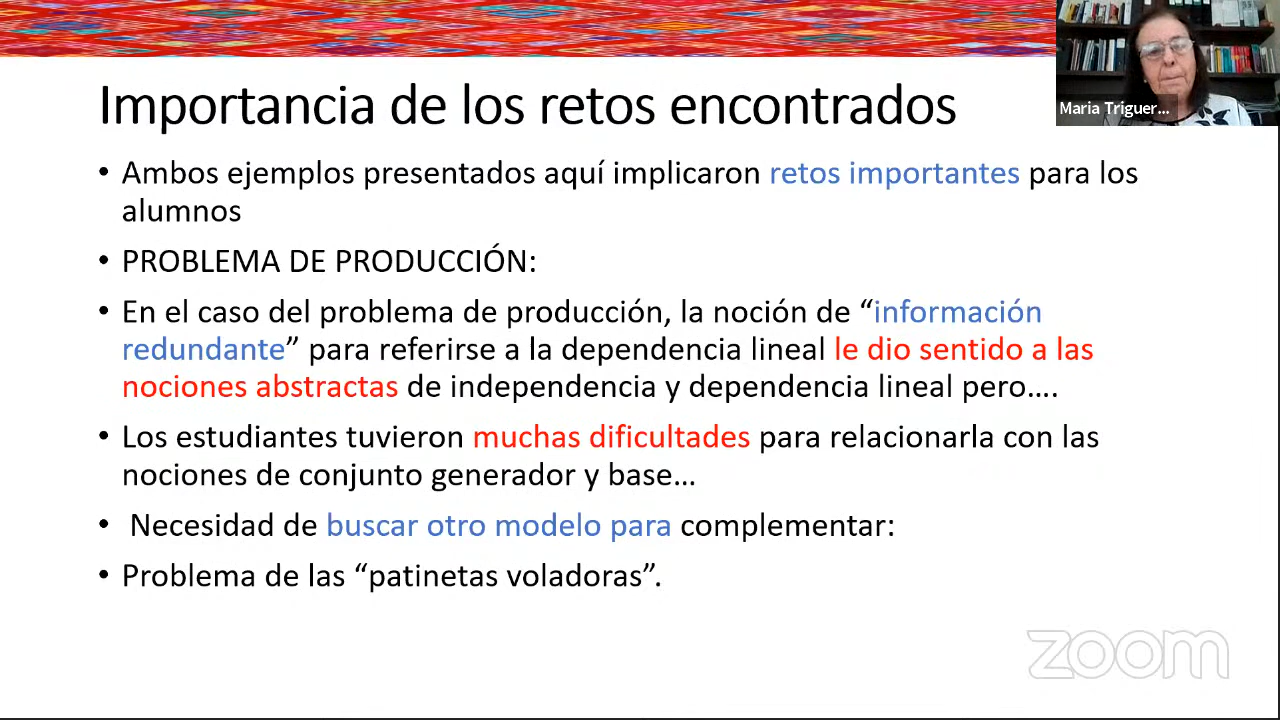 Importancia de los retos encontrados
Maria Triguer...
• Ambos ejemplos presentados aquí implicaron retos importantes para los
alumnos
• PROBLEMA DE PRODUCCIÓN:
• En el caso del problema de producción, la noción de “información
redundante” para referirse a la dependencia lineal le dio sentido a las
nociones abstractas de independencia y dependencia lineal pero….
• Los estudiantes tuvieron muchas dificultades para relacionarla con las
nociones de conjunto generador y base…
• Necesidad de buscar otro modelo para complementar:
• Problema de las “patinetas voladoras”.
zoom